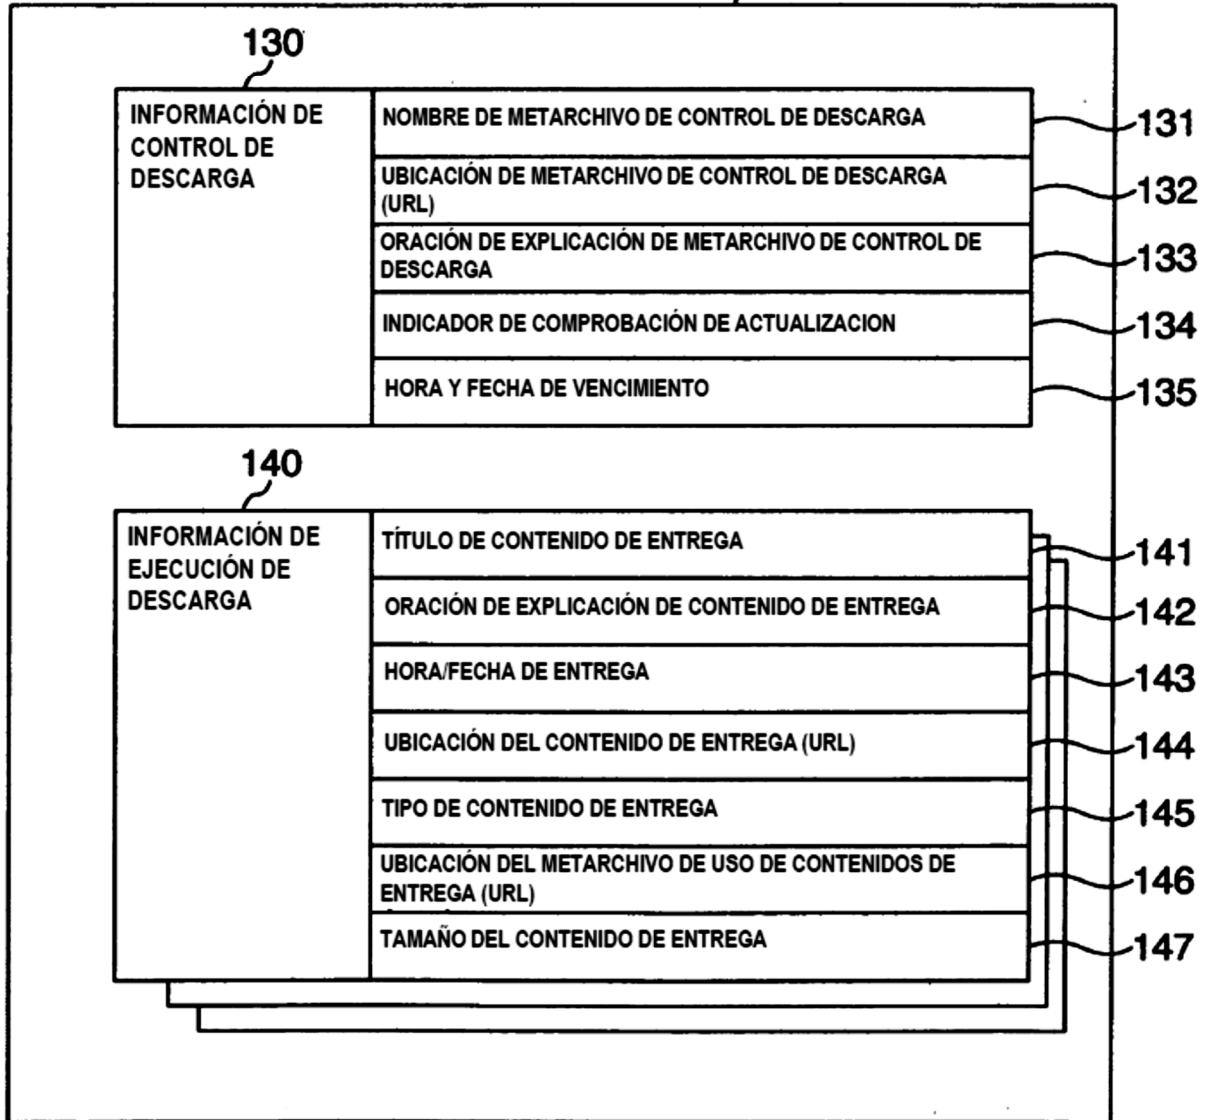 130
INFORMACIÓN DE
CONTROL DE
DESCARGA
NOMBRE DE METARCHIVO DE CONTROL DE DESCARGA
131
UBICACIÓN DE METARCHIVO DE CONTROL DE DESCARGA
(URL)
132
ORACIÓN DE EXPLICACIÓN DE METARCHIVO DE CONTROL DE
DESCARGA
133
INDICADOR DE COMPROBACIÓN DE ACTUALIZACION
134
HORA Y FECHA DE VENCIMIENTO
135
140
INFORMACIÓN DE
EJECUCIÓN DE
DESCARGA
TÍTULO DE CONTENIDO DE ENTREGA
141
ORACIÓN DE EXPLICACIÓN DE CONTENIDO DE ENTREGA
142
HORA/FECHA DE ENTREGA
143
UBICACIÓN DEL CONTENIDO DE ENTREGA (URL)
144
TIPO DE CONTENIDO DE ENTREGA
145
UBICACIÓN DEL METARCHIVO DE USO DE CONTENIDOS DE
ENTREGA (URL)
146
TAMAÑO DEL CONTENIDO DE ENTREGA
147